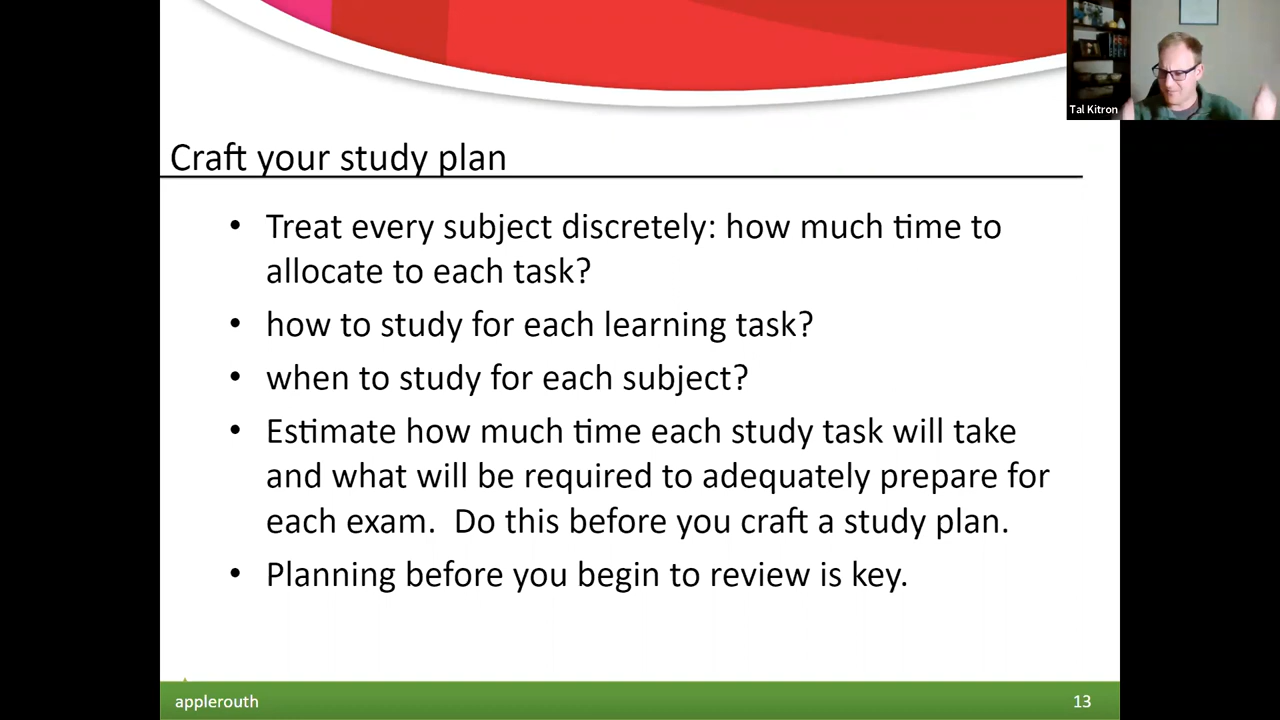 Tal Kitron
Craft your study plan
• Treat every subject discretely: how much time to
allocate to each task?
• how to study for each learning task?
• when to study for each subject?
• Estimate how much time each study task will take
and what will be required to adequately prepare for
each exam.  Do this before you craft a study plan.
• Planning before you begin to review is key.
applerouth
13